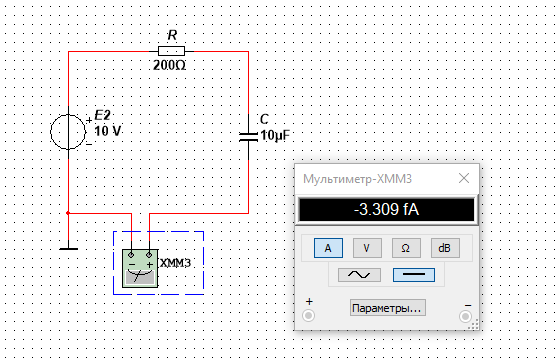 R
200Ω
E2
10 V
+
−
C
10µF
XMM3
− +
Мультиметр-XMM3
-3.309 fA
A V Ω dB
+ Параметры... −